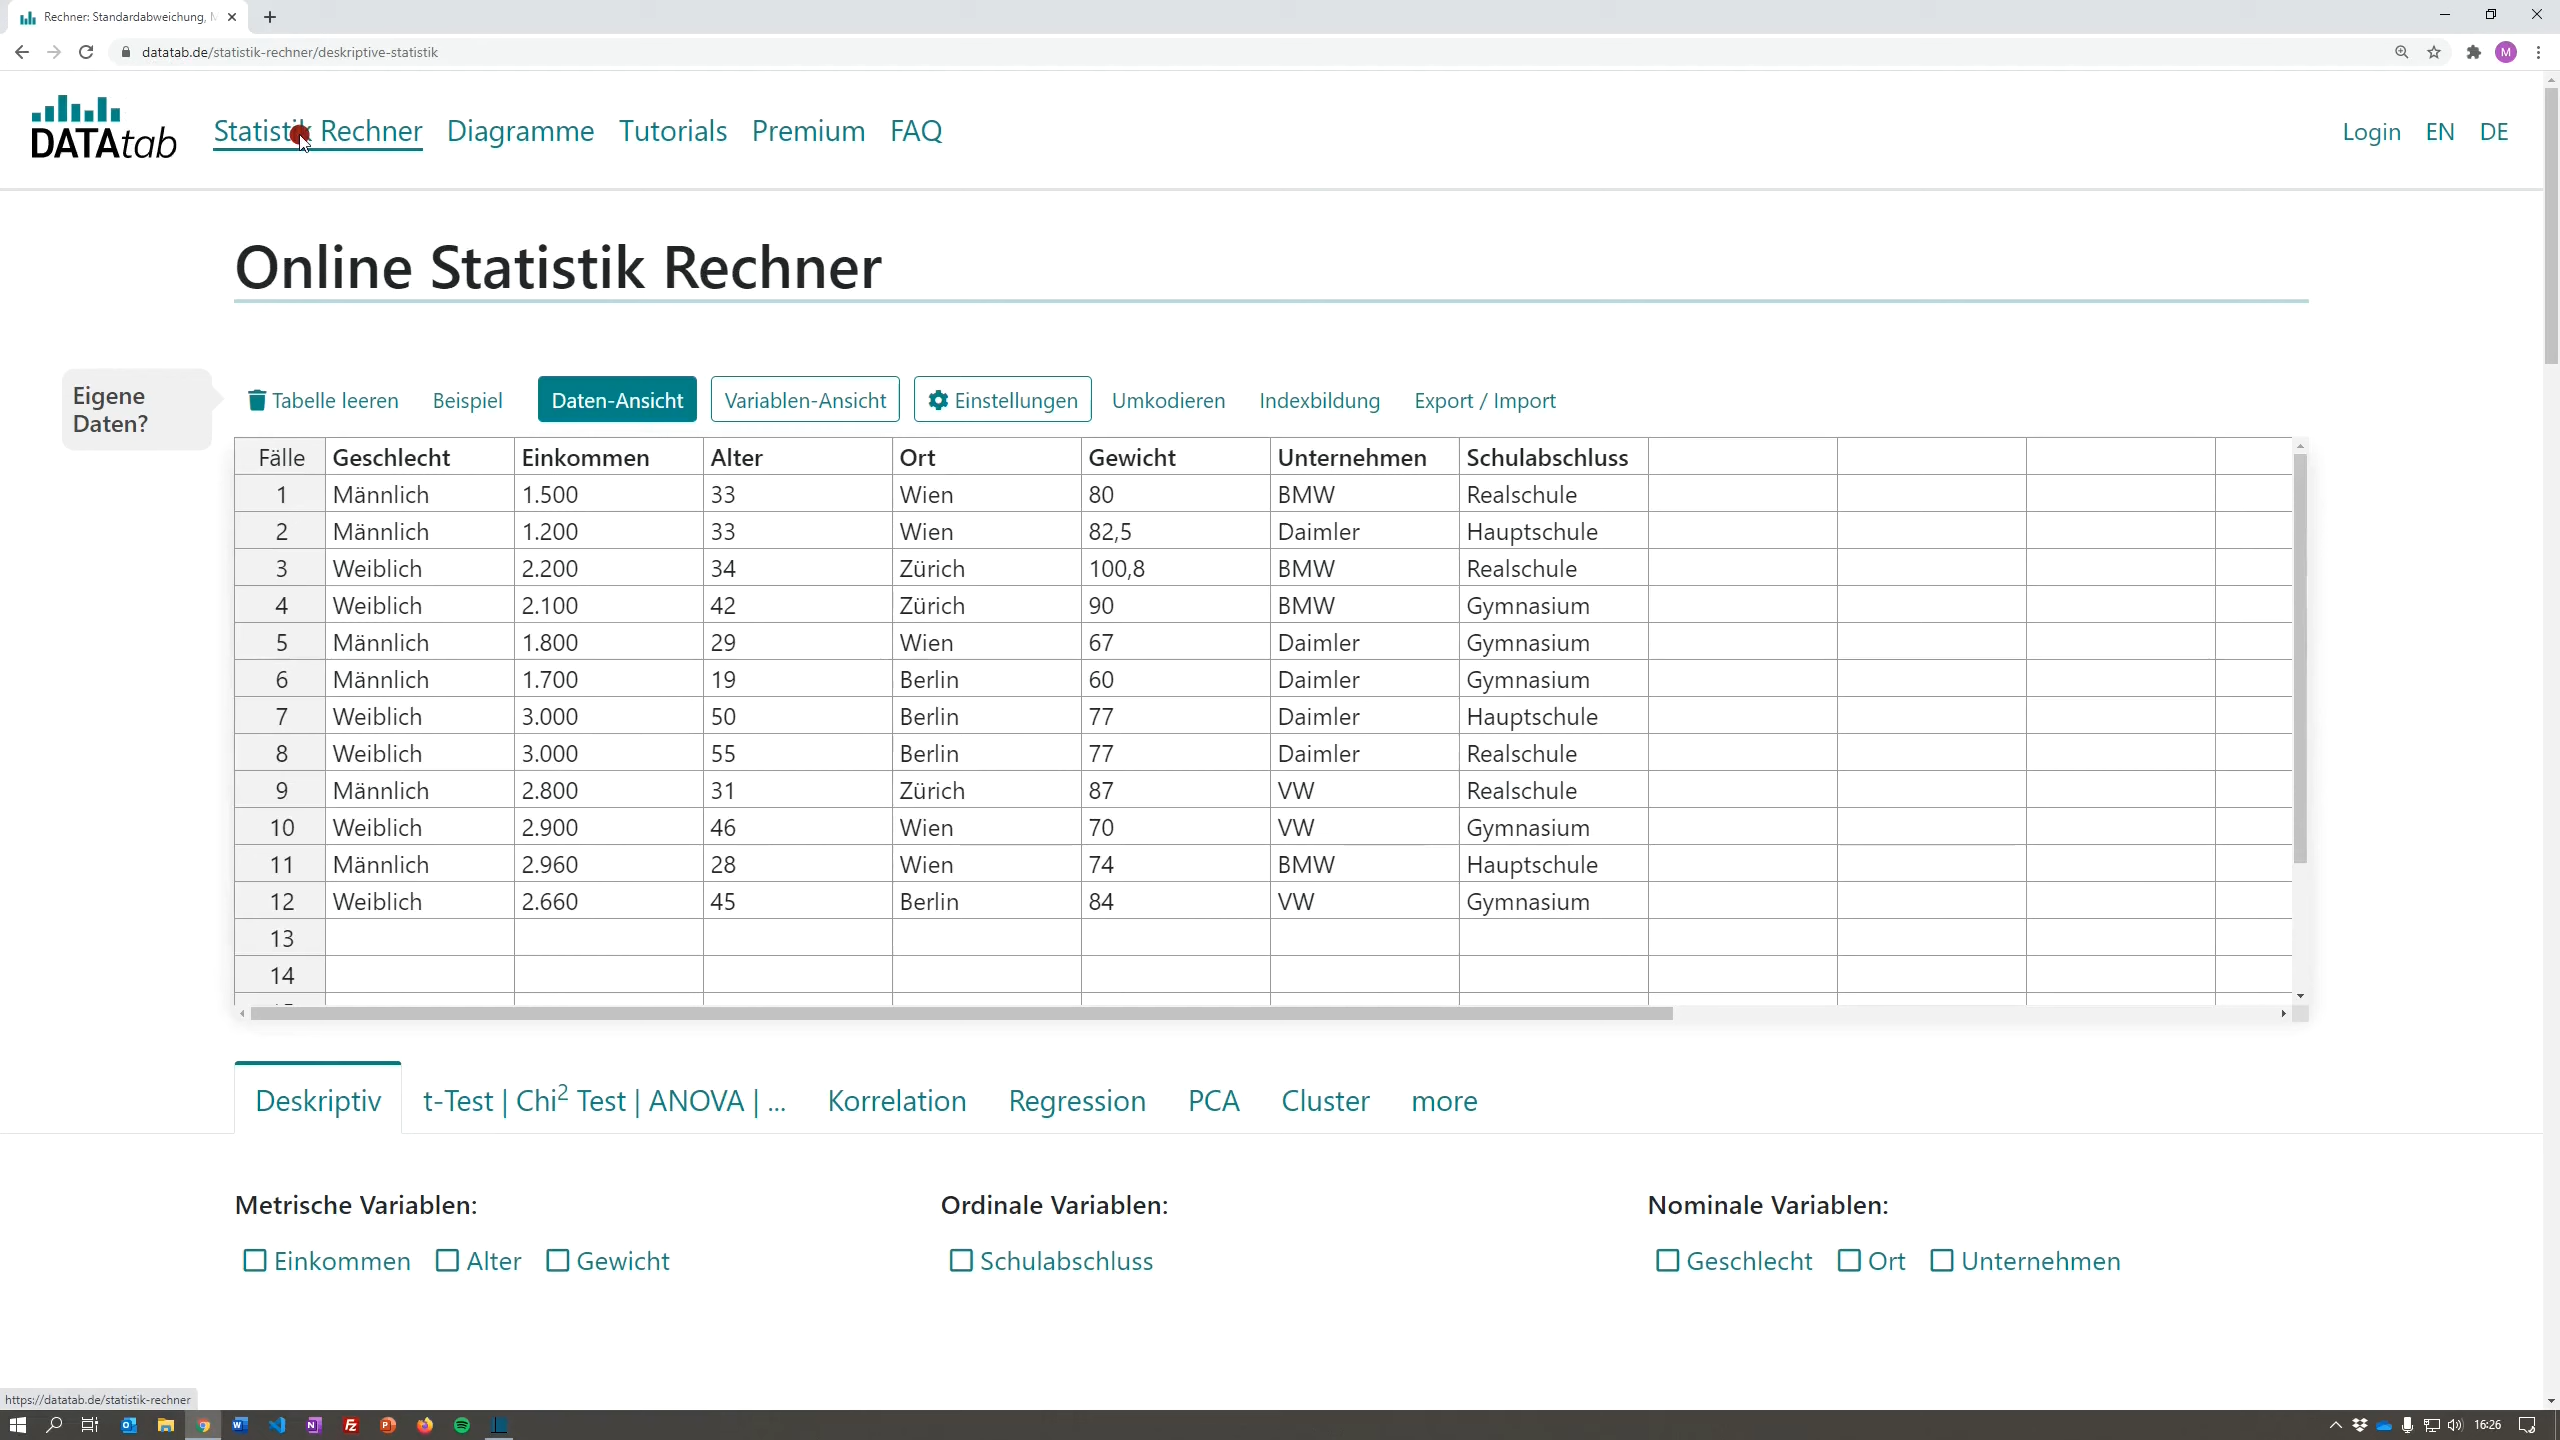 Rechner: Standardabweichung, M
datatab.de/statistik-rechner/deskriptive-statistik
M
DATAtab
Statistik Rechner Diagramme Tutorials Premium FAQ
Login EN DE
Online Statistik Rechner
Eigene
Daten?
Tabelle leeren Beispiel Daten-Ansicht Variablen-Ansicht Einstellungen Umkodieren Indexbildung Export / Import
Fälle Geschlecht Einkommen Alter Ort Gewicht Unternehmen Schulabschluss
1 Männlich 1.500 33 Wien 80 BMW Realschule
2 Männlich 1.200 33 Wien 82,5 Daimler Hauptschule
3 Weiblich 2.200 34 Zürich 100,8 BMW Realschule
4 Weiblich 2.100 42 Zürich 90 BMW Gymnasium
5 Männlich 1.800 29 Wien 67 Daimler Gymnasium
6 Männlich 1.700 19 Berlin 60 Daimler Gymnasium
7 Weiblich 3.000 50 Berlin 77 Daimler Hauptschule
8 Weiblich 3.000 55 Berlin 77 Daimler Realschule
9 Männlich 2.800 31 Zürich 87 VW Realschule
10 Weiblich 2.900 46 Wien 70 VW Gymnasium
11 Männlich 2.960 28 Wien 74 BMW Hauptschule
12 Weiblich 2.660 45 Berlin 84 VW Gymnasium
13
14
Deskriptiv t-Test | Chi² Test | ANOVA | ... Korrelation Regression PCA Cluster more
Metrische Variablen: Ordinale Variablen: Nominale Variablen:
Einkommen Alter Gewicht Schulabschluss Geschlecht Ort Unternehmen
https://datatab.de/statistik-rechner
16:26